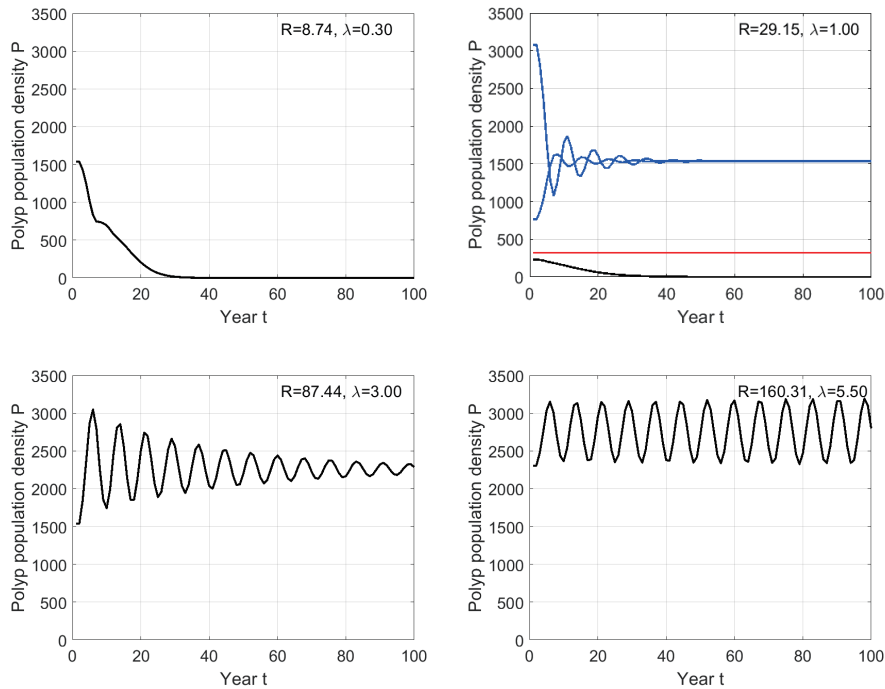 R=8.74, λ=0.30
3500
3000
2500
2000
1500
1000
500
0
0 20 40 60 80 100
Polyp population density P
Year t
R=29.15, λ=1.00
3500
3000
2500
2000
1500
1000
500
0
0 20 40 60 80 100
Polyp population density P
Year t
R=87.44, λ=3.00
3500
3000
2500
2000
1500
1000
500
0
0 20 40 60 80 100
Polyp population density P
Year t
R=160.31, λ=5.50
3500
3000
2500
2000
1500
1000
500
0
0 20 40 60 80 100
Polyp population density P
Year t